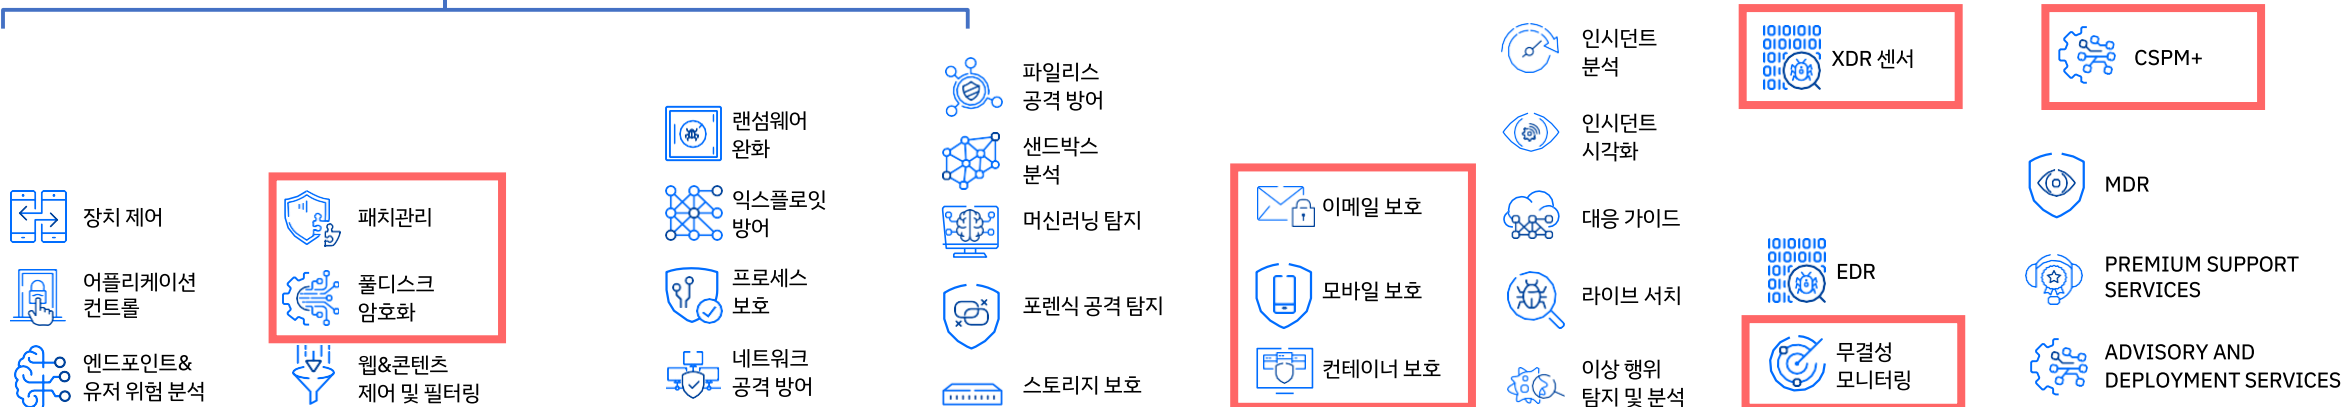 장치 제어
어플리케이션
컨트롤
엔드포인트&
유저 위험 분석
패치관리
풀디스크
암호화
웹&콘텐츠
제어 및 필터링
랜섬웨어
완화
익스플로잇
방어
프로세스
보호
네트워크
공격 방어
파일리스
공격 방어
샌드박스
분석
머신러닝 탐지
포렌식 공격 탐지
스토리지 보호
이메일 보호
모바일 보호
컨테이너 보호
인시던트
분석
인시던트
시각화
대응 가이드
라이브 서치
이상 행위
탐지 및 분석
XDR 센서
EDR
무결성
모니터링
CSPM+
MDR
PREMIUM SUPPORT
SERVICES
ADVISORY AND
DEPLOYMENT SERVICES